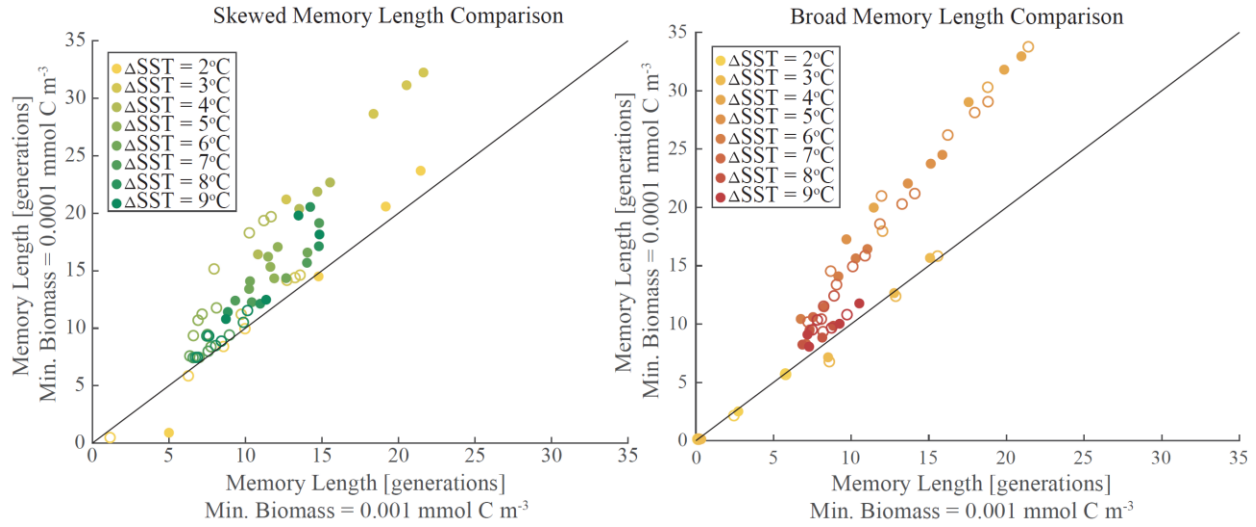 Skewed Memory Length Comparison
Memory Length [generations]
Min. Biomass = 0.0001 mmol C m-3
35
30
25
20
15
10
5
0
ΔSST = 2°C
ΔSST = 3°C
ΔSST = 4°C
ΔSST = 5°C
ΔSST = 6°C
ΔSST = 7°C
ΔSST = 8°C
ΔSST = 9°C
0 5 10 15 20 25 30 35
Memory Length [generations]
Min. Biomass = 0.001 mmol C m-3
Broad Memory Length Comparison
Memory Length [generations]
Min. Biomass = 0.0001 mmol C m-3
35
30
25
20
15
10
5
0
ΔSST = 2°C
ΔSST = 3°C
ΔSST = 4°C
ΔSST = 5°C
ΔSST = 6°C
ΔSST = 7°C
ΔSST = 8°C
ΔSST = 9°C
0 5 10 15 20 25 30 35
Memory Length [generations]
Min. Biomass = 0.001 mmol C m-3